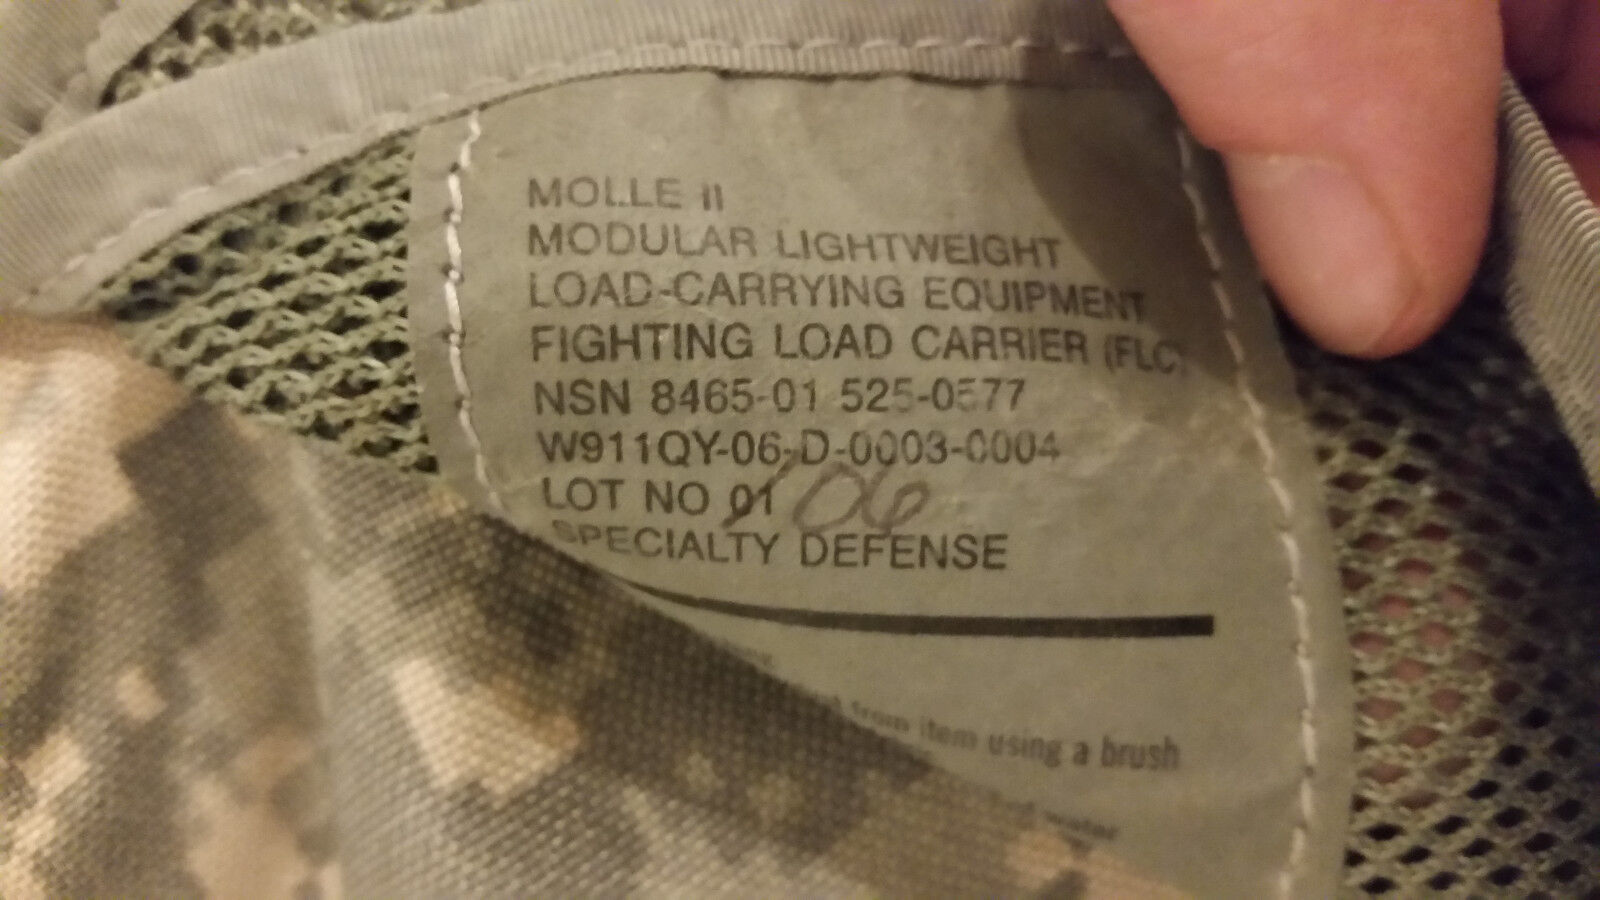 MOLLE II
MODULAR LIGHTWEIGHT
LOAD-CARRYING EQUIPMENT
FIGHTING LOAD CARRIER (FLC)
NSN 8465-01 525-0577
W911QY-06-D-0003-0004
LOT NO 01 106
SPECIALTY DEFENSE
from item using a brush
water